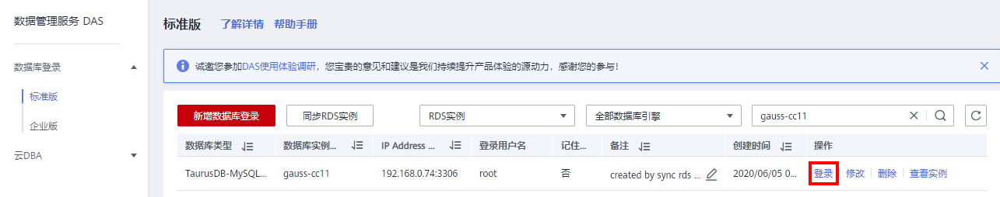 数据管理服务 DAS
数据库登录
标准版
企业版
云DBA
标准版 了解详情 帮助手册
诚邀您参加DAS使用体验调研，您宝贵的意见和建议是我们持续提升产品体验的源动力，感谢您的参与！
新增数据库登录 同步RDS实例 RDS实例 全部数据库引擎 gauss-cc11
数据库类型 数据库实例... IP Address ... 登录用户名 记住... 备注 创建时间 操作
TaurusDB-MySQL... gauss-cc11 192.168.0.74:3306 root 否 created by sync rds ... 2020/06/05 0... 登录 修改 删除 查看实例